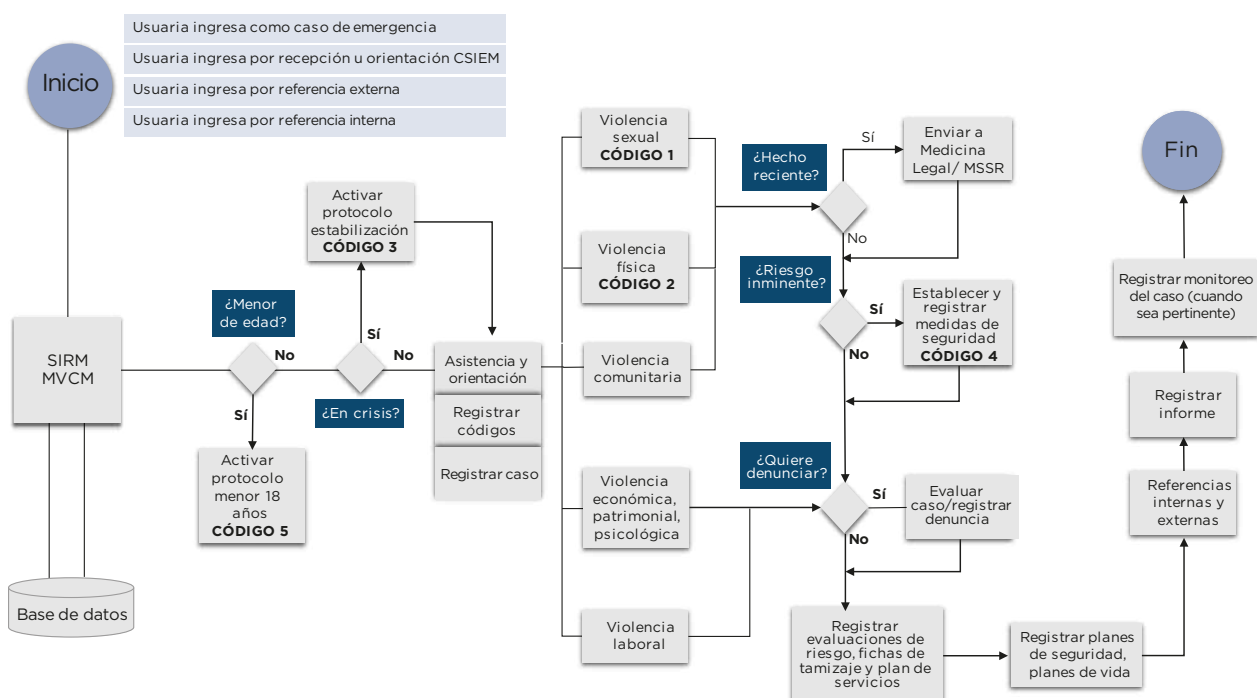 Inicio
Usuaria ingresa como caso de emergencia
Usuaria ingresa por recepción u orientación CSIEM
Usuaria ingresa por referencia externa
Usuaria ingresa por referencia interna
SIRM
MVCM
Base de datos
¿Menor
de edad?
No
Sí
Activar
protocolo
menor 18
años
CÓDIGO 5
Activar
protocolo
estabilización
CÓDIGO 3
Sí
No
¿En crisis?
Asistencia y
orientación
Registrar
códigos
Registrar caso
Violencia
sexual
CÓDIGO 1
Violencia
física
CÓDIGO 2
Violencia
comunitaria
Violencia
económica,
patrimonial,
psicológica
Violencia
laboral
¿Hecho
reciente?
Sí
No
Enviar a
Medicina
Legal/ MSSR
¿Riesgo
inminente?
Sí
No
Establecer y
registrar
medidas de
seguridad
CÓDIGO 4
¿Quiere
denunciar?
Sí
No
Evaluar
caso/registrar
denuncia
Registrar
evaluaciones de
riesgo, fichas de
tamizaje y plan de
servicios
Registrar planes
de seguridad,
planes de vida
Referencias
internas y
externas
Registrar
informe
Registrar monitoreo
del caso (cuando
sea pertinente)
Fin